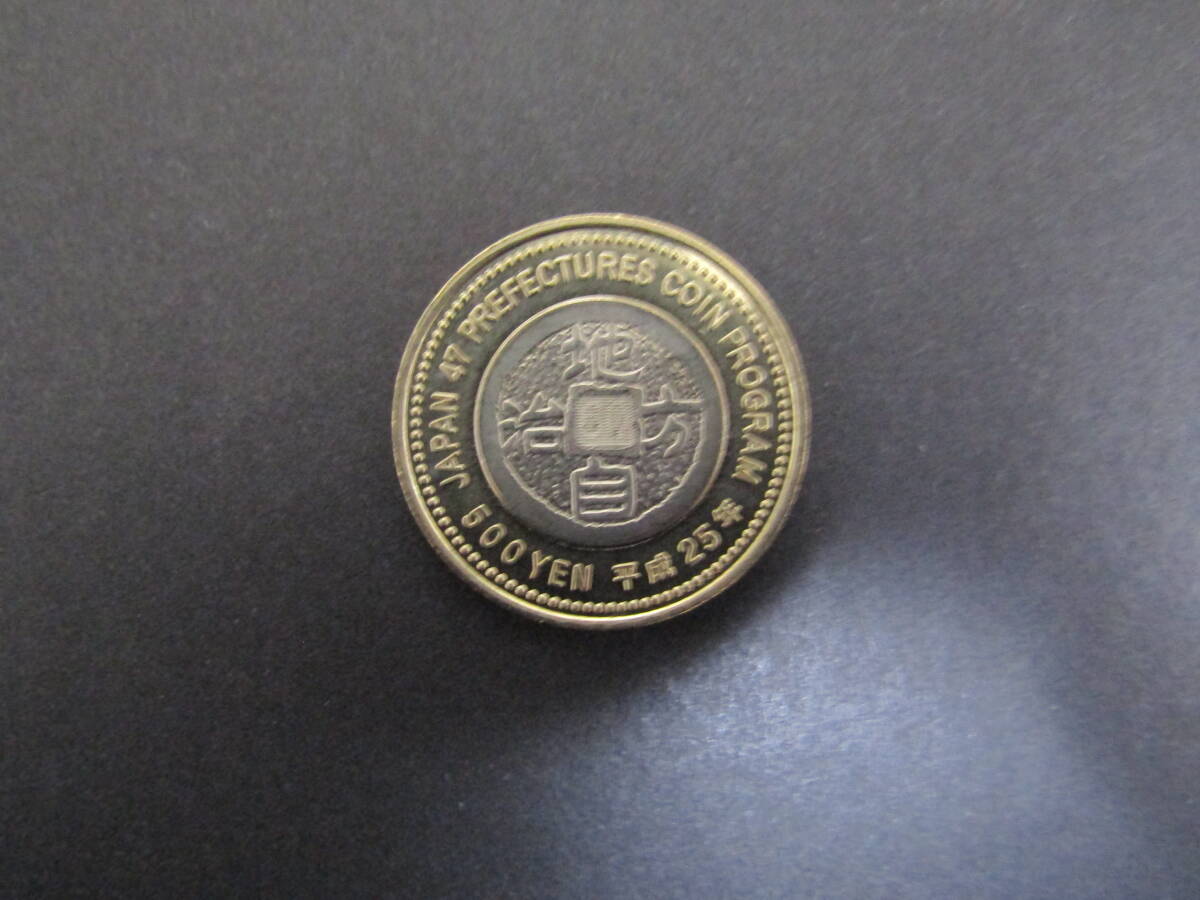 JAPAN 47 PREFECTURES COIN PROGRAM
地方自治
500YEN 平成25年